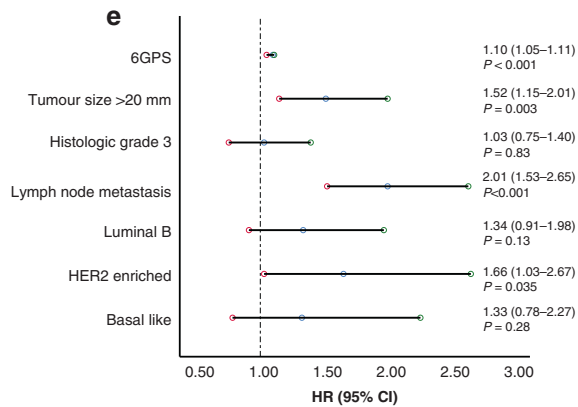 e
6GPS
1.10 (1.05–1.11)
P < 0.001
Tumour size >20 mm
1.52 (1.15–2.01)
P = 0.003
Histologic grade 3
1.03 (0.75–1.40)
P = 0.83
Lymph node metastasis
2.01 (1.53–2.65)
P<0.001
Luminal B
1.34 (0.91–1.98)
P = 0.13
HER2 enriched
1.66 (1.03–2.67)
P = 0.035
Basal like
1.33 (0.78–2.27)
P = 0.28
0.50 1.00 1.50 2.00 2.50 3.00
HR (95% CI)